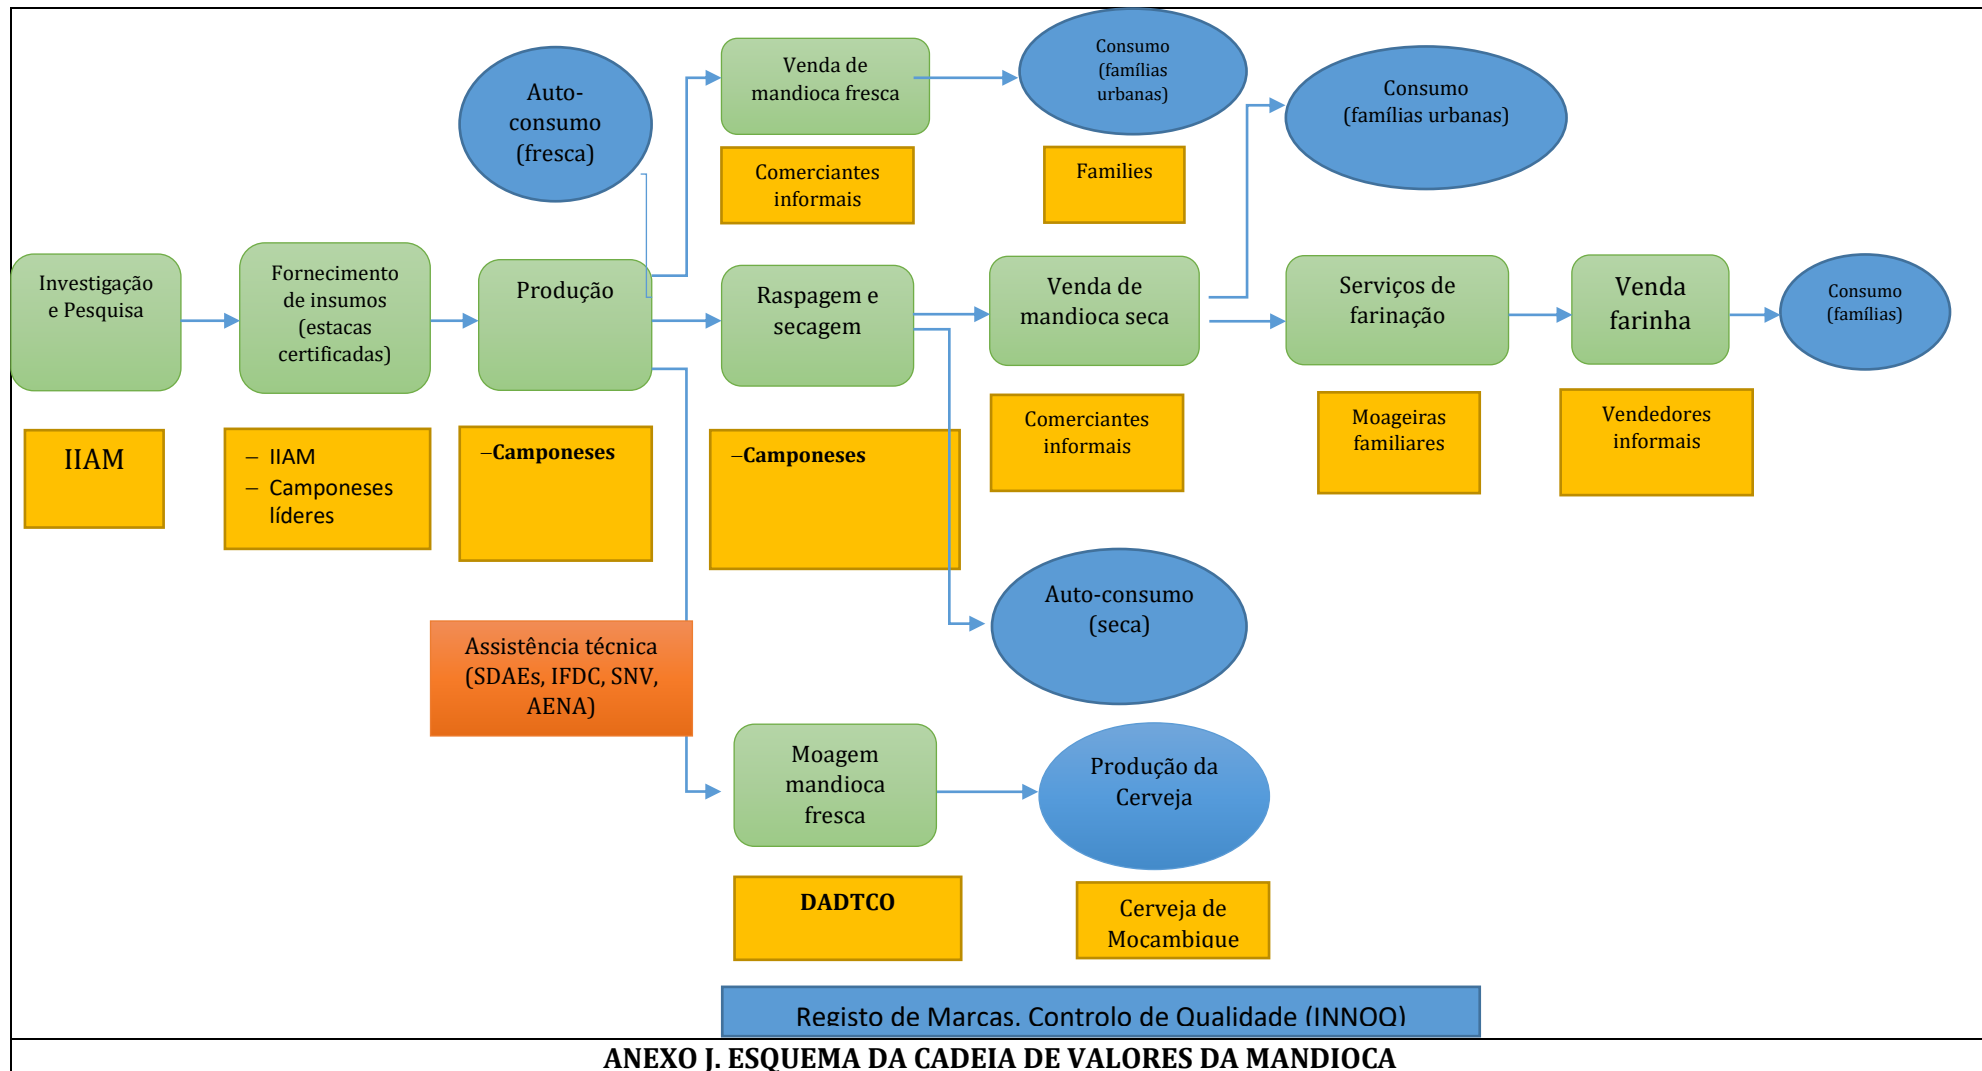 Auto-
consumo
(fresca)
Venda de
mandioca fresca
Consumo
(famílias
urbanas)
Consumo
(famílias urbanas)
Comerciantes
informais
Families
Investigação
e Pesquisa
Fornecimento
de insumos
(estacas
certificadas)
Produção
Raspagem e
secagem
Venda de
mandioca seca
Serviços de
farinação
Venda
farinha
Consumo
(famílias)
IIAM
– IIAM
– Camponeses
líderes
–Camponeses
–Camponeses
Comerciantes
informais
Moageiras
familiares
Vendedores
informais
Auto-consumo
(seca)
Assistência técnica
(SDAEs, IFDC, SNV,
AENA)
Moagem
mandioca
fresca
Produção da
Cerveja
DADTCO
Cerveja de
Mocambique
Registo de Marcas. Controlo de Qualidade (INNOQ)
ANEXO J. ESQUEMA DA CADEIA DE VALORES DA MANDIOCA